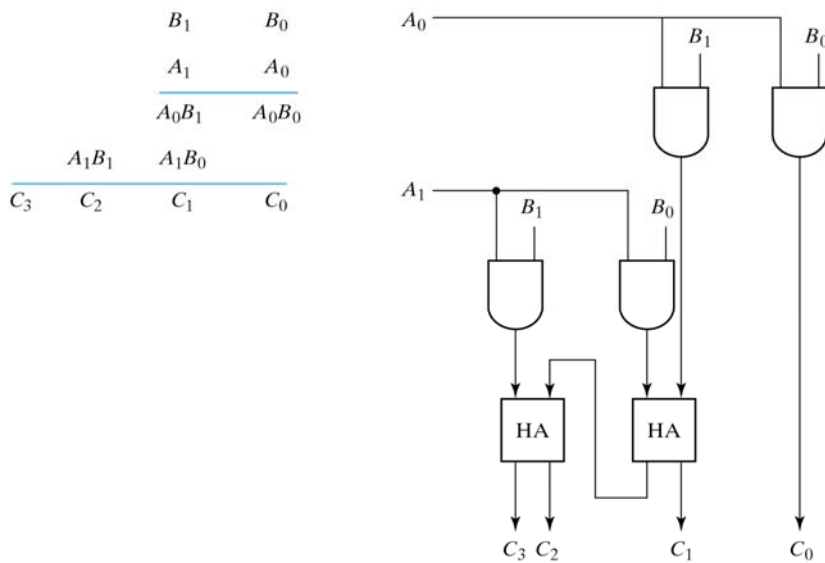 B₁ B₀
A₁ A₀
A₀B₁ A₀B₀
A₁B₁ A₁B₀
C₃ C₂ C₁ C₀
A₀
B₁ B₀
A₁
B₁ B₀
HA HA
C₃ C₂ C₁ C₀